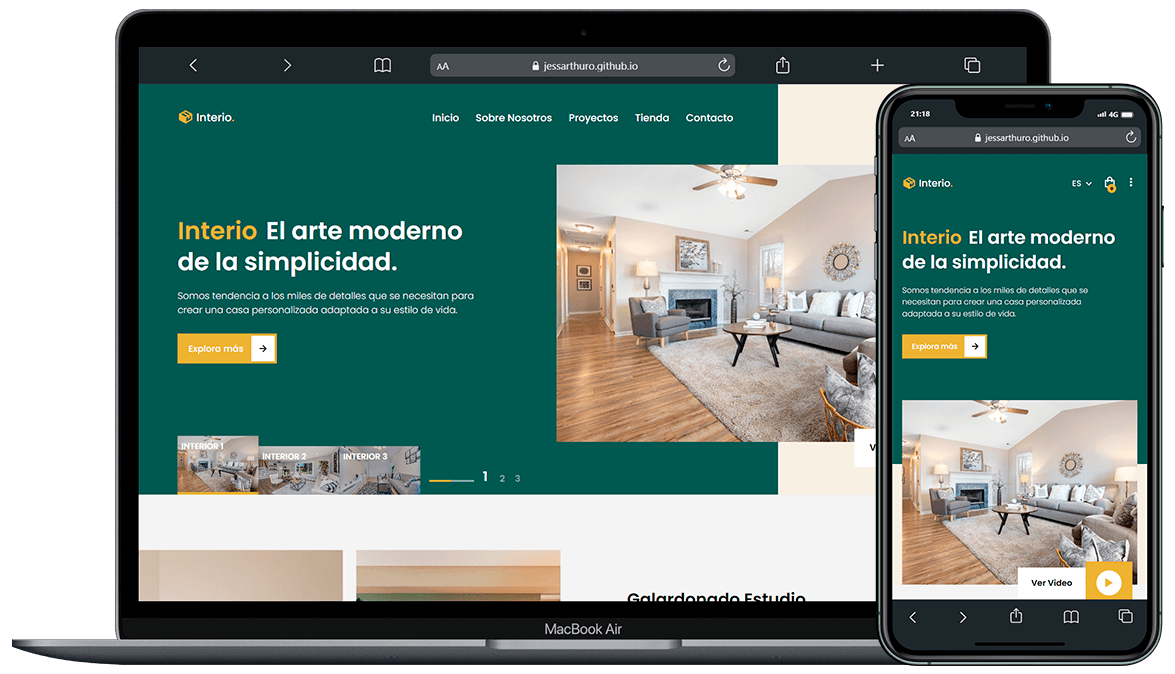 AA jessarthuro.github.io
Interio.
Inicio Sobre Nosotros Proyectos Tienda Contacto
Interio El arte moderno
de la simplicidad.
Somos tendencia a los miles de detalles que se necesitan para
crear una casa personalizada adaptada a su estilo de vida.
Explora más
INTERIOR 1
INTERIOR 2
INTERIOR 3
1 2 3
V
Galardonado Estudio
MacBook Air
21:18 4G
AA jessarthuro.github.io
Interio. ES
Interio El arte moderno
de la simplicidad.
Somos tendencia a los miles de detalles que se
necesitan para crear una casa personalizada
adaptada a su estilo de vida.
Explora más
Ver Video